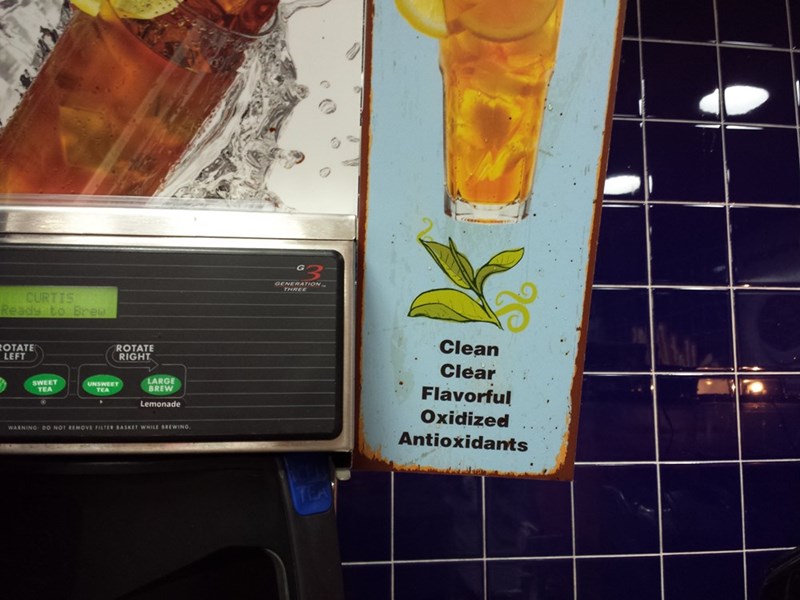 G3
GENERATION
THREE™
CURTIS
Ready to Brew
ROTATE
LEFT
ROTATE
RIGHT
SWEET
TEA
UNSWEET
TEA
LARGE
BREW
Lemonade
WARNING: DO NOT REMOVE FILTER BASKET WHILE BREWING.
Clean
Clear
Flavorful
Oxidized
Antioxidants